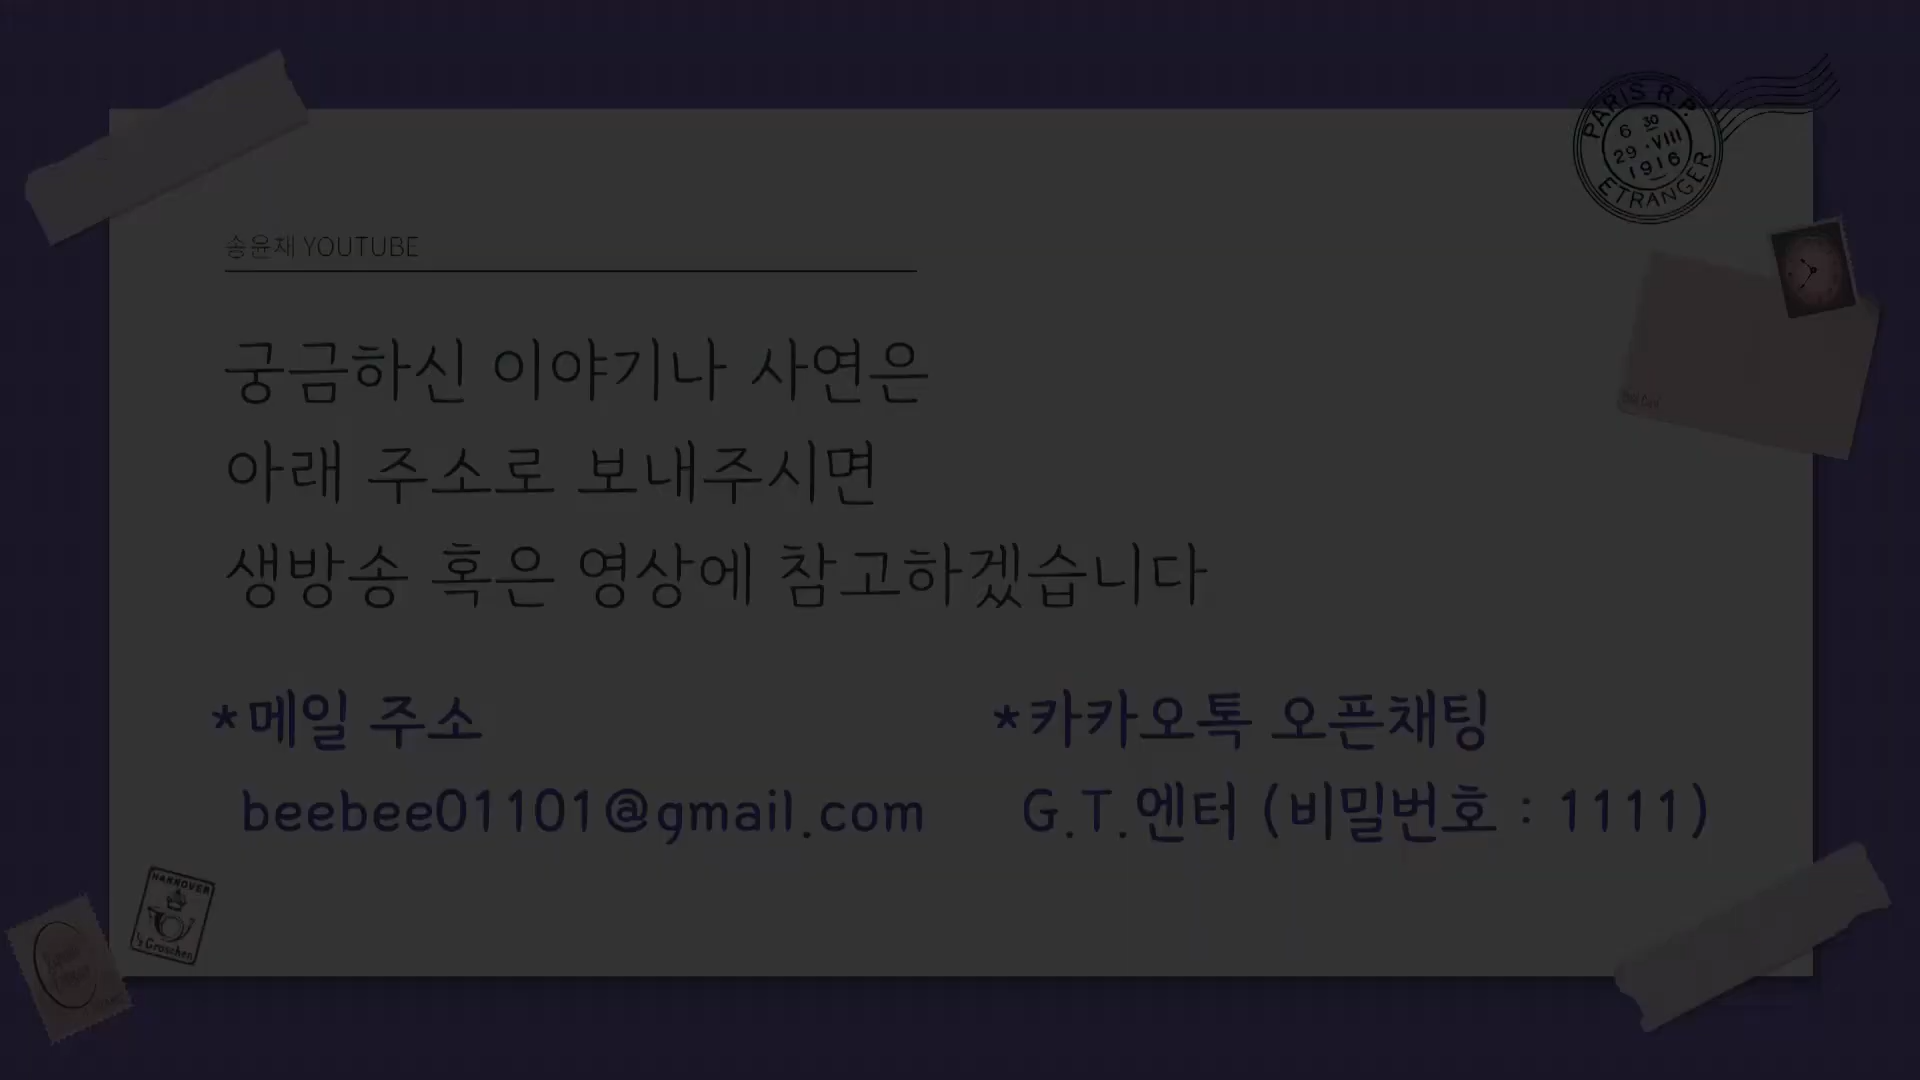 송윤채 YOUTUBE
궁금하신 이야기나 사연은
아래 주소로 보내주시면
생방송 혹은 영상에 참고하겠습니다
*메일 주소
beebee01101@gmail.com
*카카오톡 오픈채팅
G.T.엔터 (비밀번호 : 1111)
PARIS R.P.
6 30
29 ·VIII
1916
ETRANGER
HANNOVER
½ Groschen